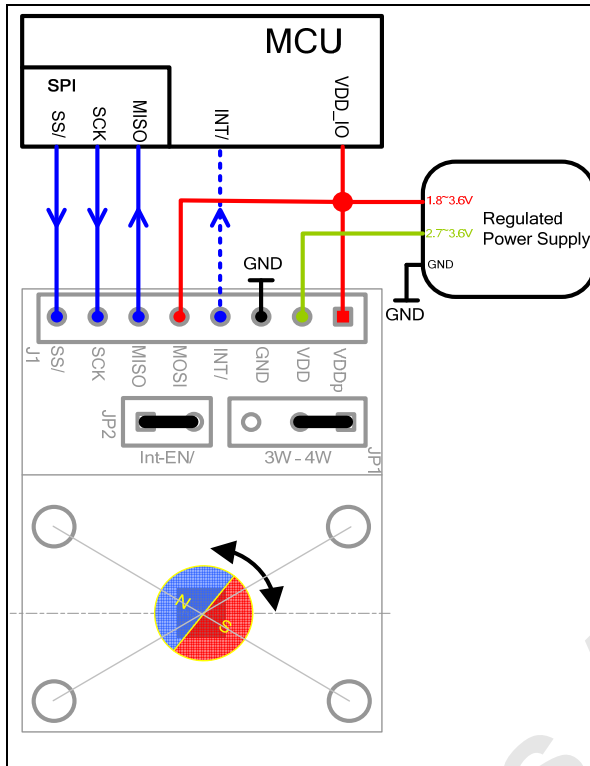 MCU
SPI
SS/
SCK
MISO
INT/
VDD_IO
1.8~3.6V
2.7~3.6V
GND
Regulated
Power Supply
GND
GND
J1
SS/
SCK
MISO
MOSI
INT/
GND
VDD
VDDp
JP2
Int-EN/
3W - 4W
JP1
N
S